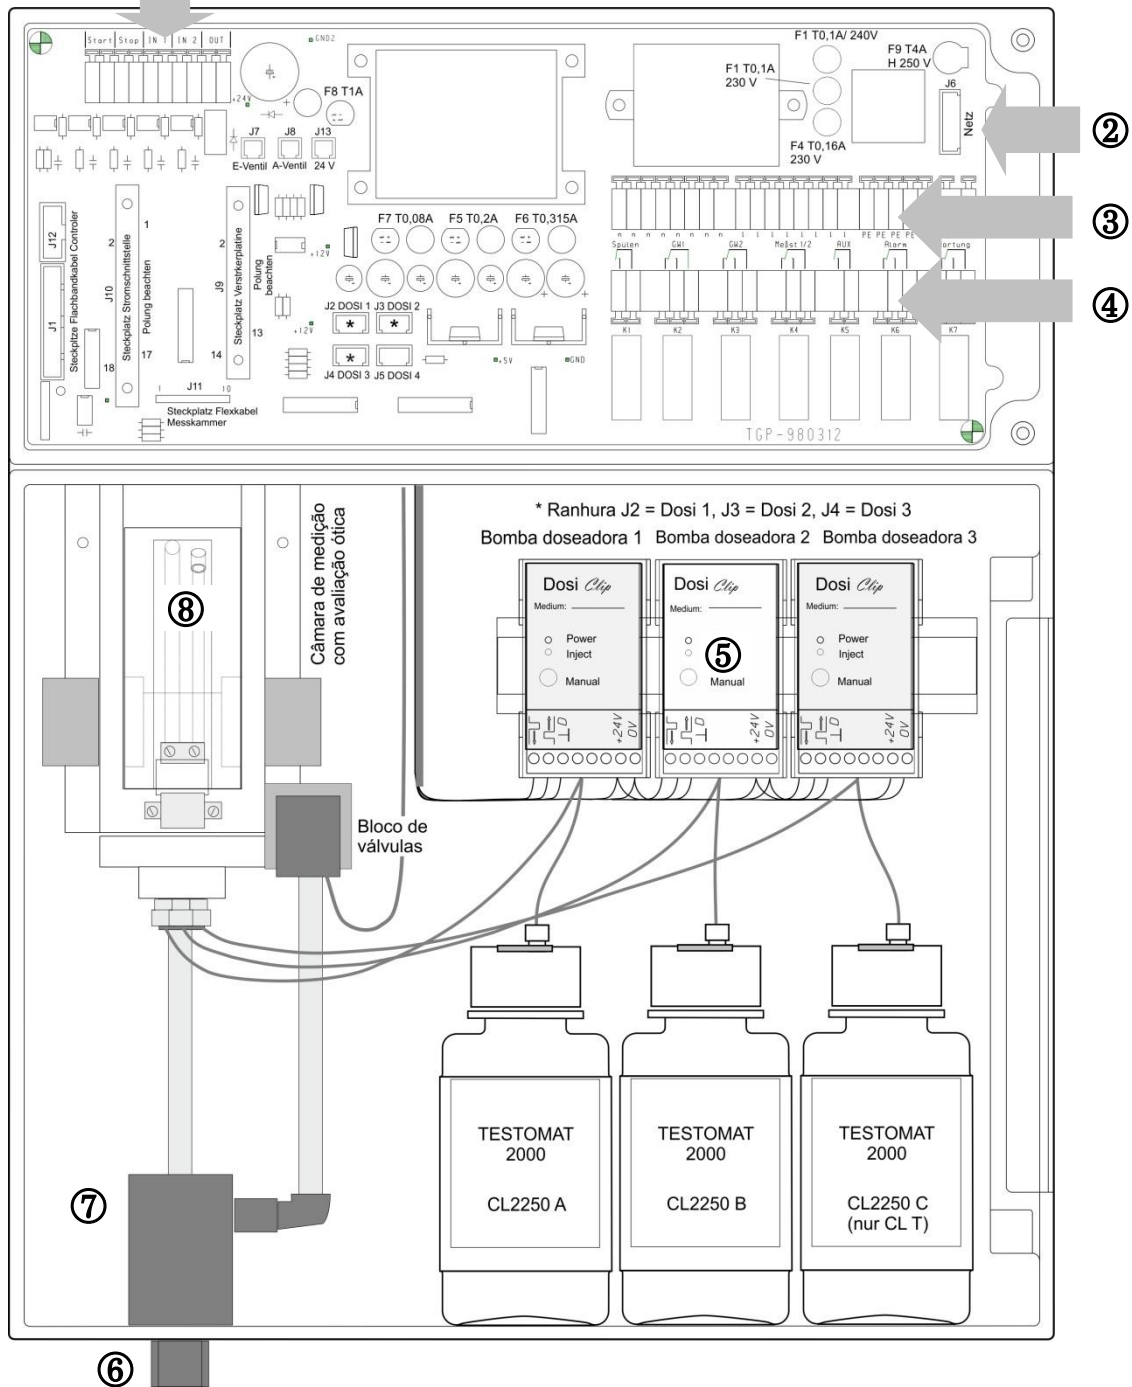 Start Stop IN 1 IN 2 OUT
GND2
+24V
F8 T1A
J7
J8
J13
E-Ventil
A-Ventil
24 V
F1 T0,1A/ 240V
F1 T0,1A
230 V
F9 T4A
H 250 V
J6
Netz
②
F4 T0,16A
230 V
③
n n n n n n n l l l l l l l l PE PE PE PE
Spülen GW1 GW2 Meßst 1/2 AUX Alarm
④
K1 K2 K3 K4 K5 K6 K7
TGP-980312
F7 T0,08A
F5 T0,2A
F6 T0,315A
J2 DOSI 1
J3 DOSI 2
*
*
*
J4 DOSI 3
J5 DOSI 4
+12V
+12V
+5V
GND
J12
J1
Steckpltze Flachbandkabel Controler
2
1
J10
18
17
Steckplatz Stromschnittstelle
Polung beachten
2
J9
14
13
Steckplatz Verstrkerplatine
Polung
beachten
1 J11 10
Steckplatz Flexkabel
Messkammer
* Ranhura J2 = Dosi 1, J3 = Dosi 2, J4 = Dosi 3
Bomba doseadora 1
Bomba doseadora 2
Bomba doseadora 3
Câmara de medição
com avaliação ótica
⑧
Dosi Clip
Medium:
Power
Inject
Manual
+24V
0V
Dosi Clip
Medium:
⑤
Manual
+24V
0V
Dosi Clip
Medium:
Power
Inject
Manual
+24V
0V
Bloco de
válvulas
TESTOMAT
2000
CL2250 A
TESTOMAT
2000
CL2250 B
TESTOMAT
2000
CL2250 C
(nur CL T)
⑦
⑥